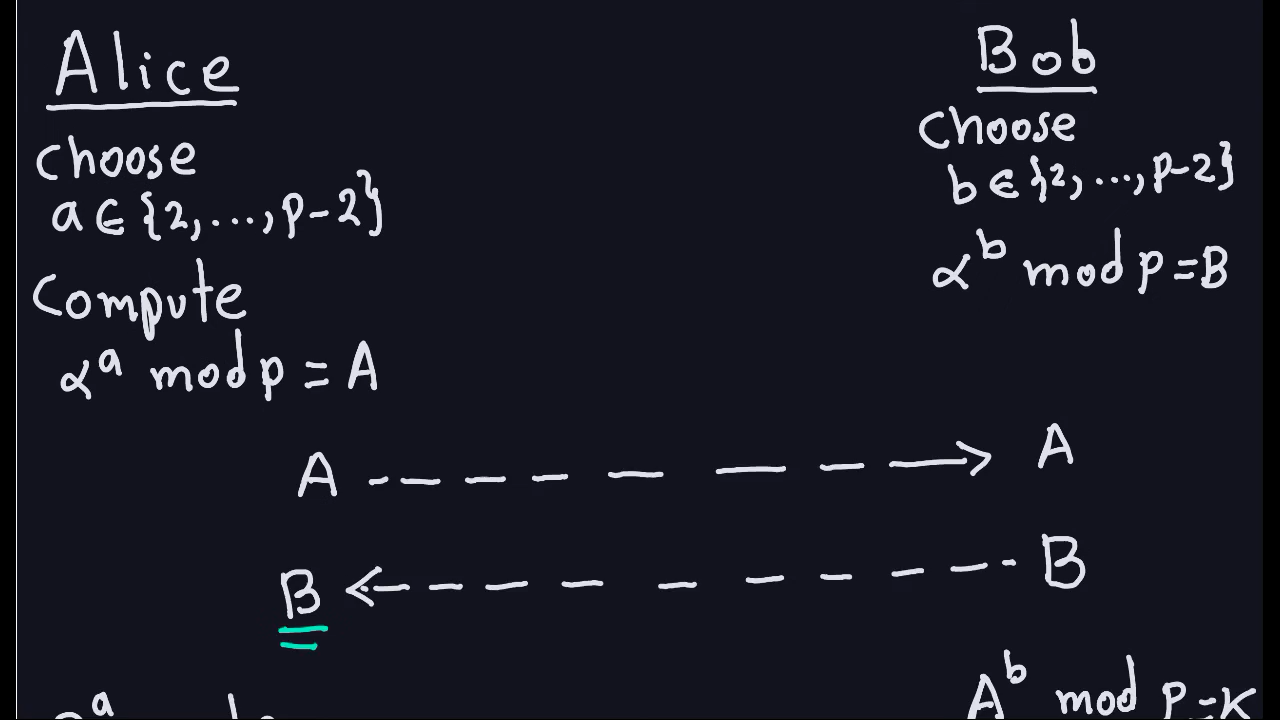 Alice
Choose
a ∈ {2, ..., p-2}
Compute
α^a mod p = A
Bob
Choose
b ∈ {2, ..., p-2}
α^b mod p = B
A A
B B
A^b mod p = K